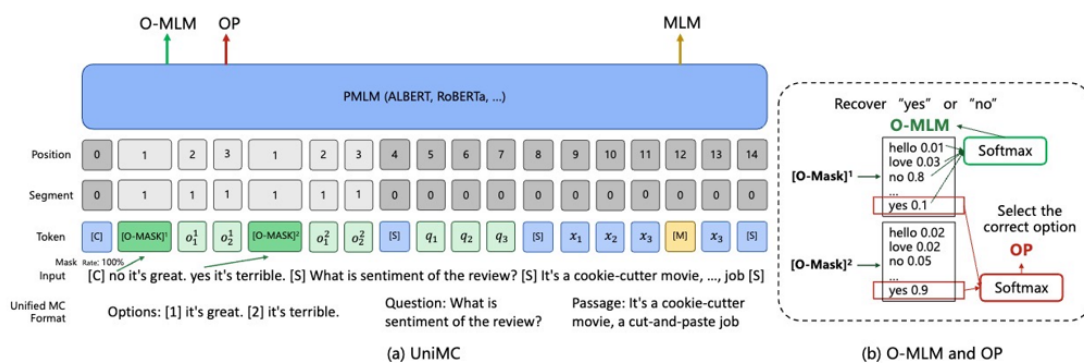 O-MLM OP MLM
PMLM (ALBERT, RoBERTa, ...)
Position 0 1 2 3 1 2 3 4 5 6 7 8 9 10 11 12 13 14
Segment 0 1 1 1 1 1 1 0 0 0 0 0 0 0 0 0 0 0
Token [C] [O-MASK]¹ o₁¹ o₂¹ [O-MASK]² o₁² o₂² [S] q₁ q₂ q₃ [S] x₁ x₂ x₃ [M] x₃ [S]
Mask Rate: 100%
Input [C] no it's great. yes it's terrible. [S] What is sentiment of the review? [S] It's a cookie-cutter movie, ..., job [S]
Unified MC
Format
Options: [1] it's great. [2] it's terrible.
Question: What is
sentiment of the review?
Passage: It's a cookie-cutter
movie, a cut-and-paste job
(a) UniMC
Recover "yes" or "no"
O-MLM
[O-Mask]¹
hello 0.01
love 0.03
no 0.8
...
yes 0.1
Softmax
[O-Mask]²
hello 0.02
love 0.02
no 0.05
...
yes 0.9
Select the
correct option
OP
Softmax
(b) O-MLM and OP